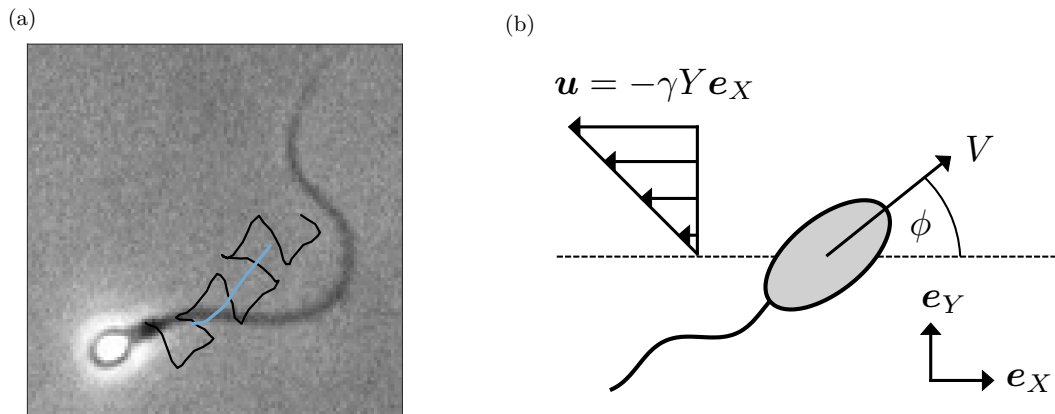 (a)
(b)
u = −γY e_X
V
ϕ
e_Y
e_X